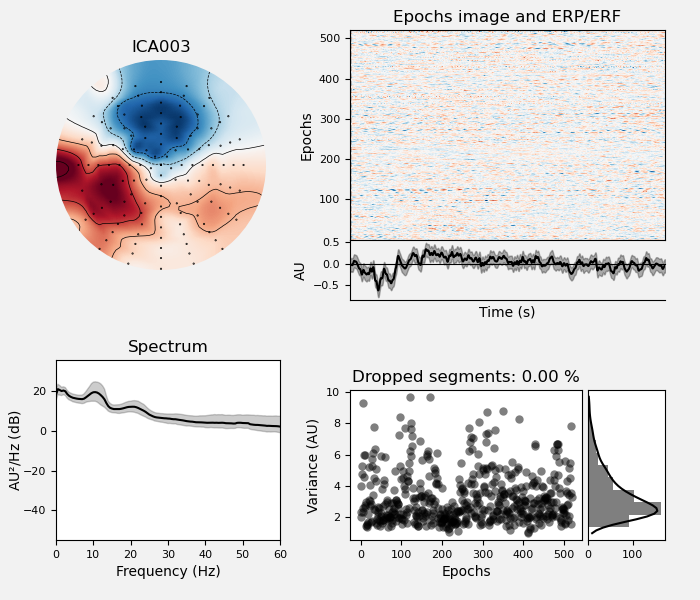 ICA003
Epochs image and ERP/ERF
Epochs
500
400
300
200
100
AU
0.5
0.0
−0.5
Time (s)
Spectrum
AU²/Hz (dB)
20
0
−20
−40
0 10 20 30 40 50 60
Frequency (Hz)
Dropped segments: 0.00 %
Variance (AU)
10
8
6
4
2
0 100 200 300 400 500
Epochs
0 100